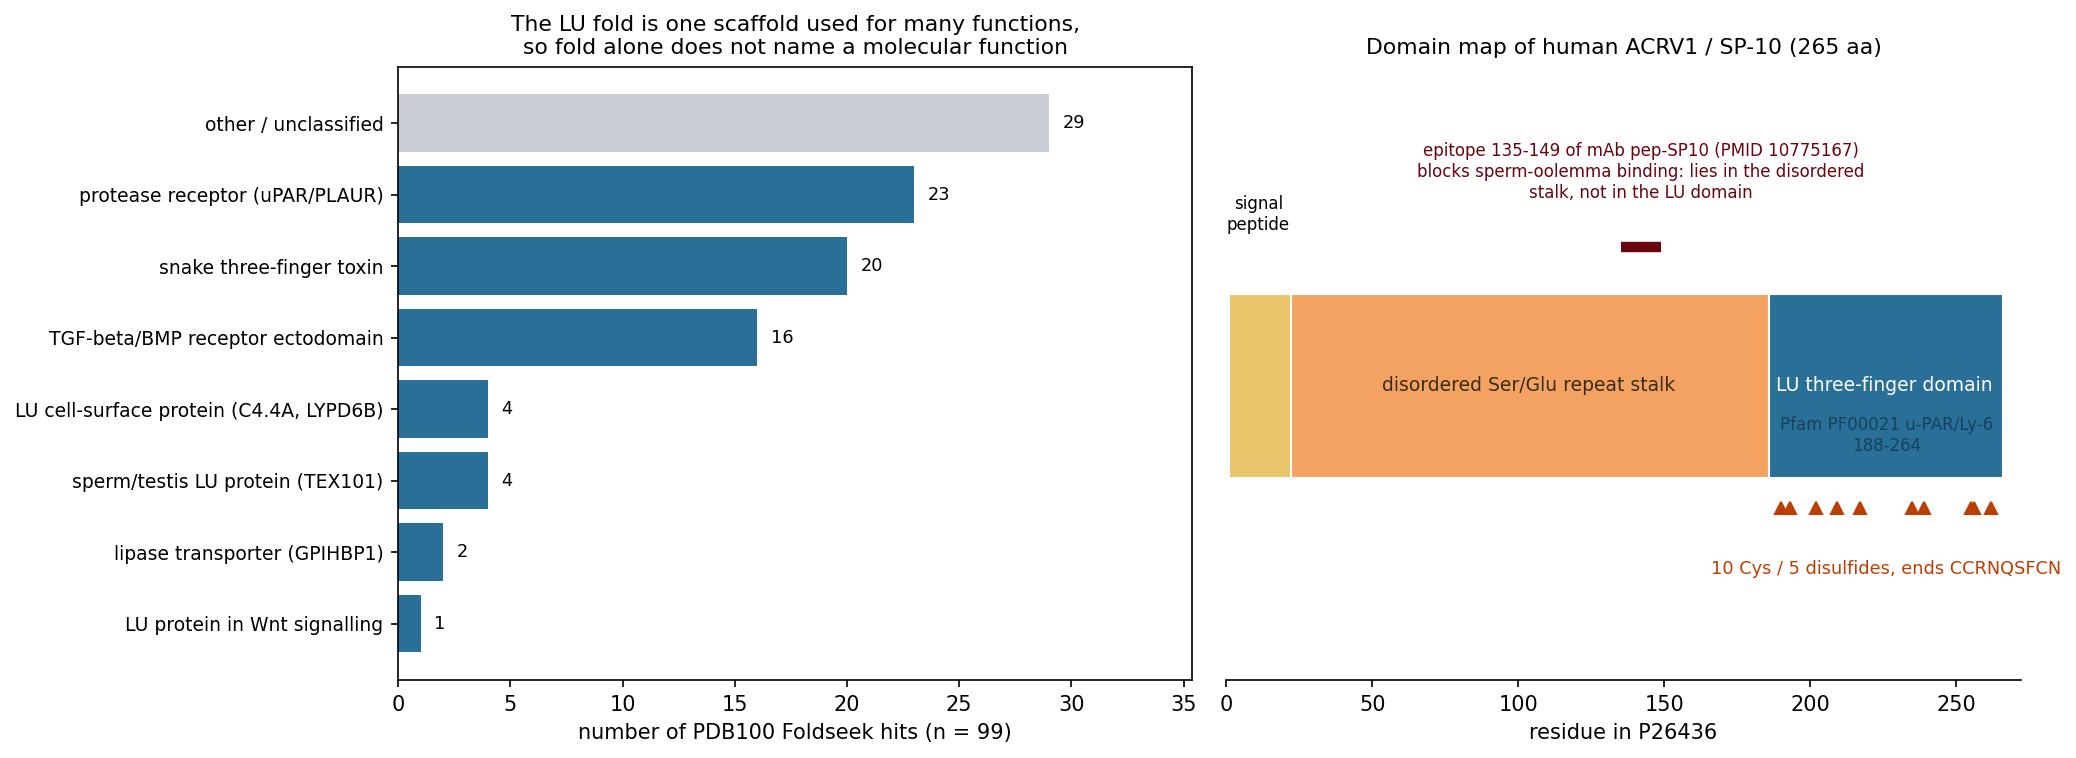 The LU fold is one scaffold used for many functions,
so fold alone does not name a molecular function
other / unclassified
29
protease receptor (uPAR/PLAUR)
23
snake three-finger toxin
20
TGF-beta/BMP receptor ectodomain
16
LU cell-surface protein (C4.4A, LYPD6B)
4
sperm/testis LU protein (TEX101)
4
lipase transporter (GPIHBP1)
2
LU protein in Wnt signalling
1
0 5 10 15 20 25 30 35
number of PDB100 Foldseek hits (n = 99)
Domain map of human ACRV1 / SP-10 (265 aa)
epitope 135-149 of mAb pep-SP10 (PMID 10775167)
blocks sperm-oolemma binding: lies in the disordered
stalk, not in the LU domain
signal
peptide
disordered Ser/Glu repeat stalk
LU three-finger domain
Pfam PF00021 u-PAR/Ly-6
188-264
10 Cys / 5 disulfides, ends CCRNQSFCN
0 50 100 150 200 250
residue in P26436